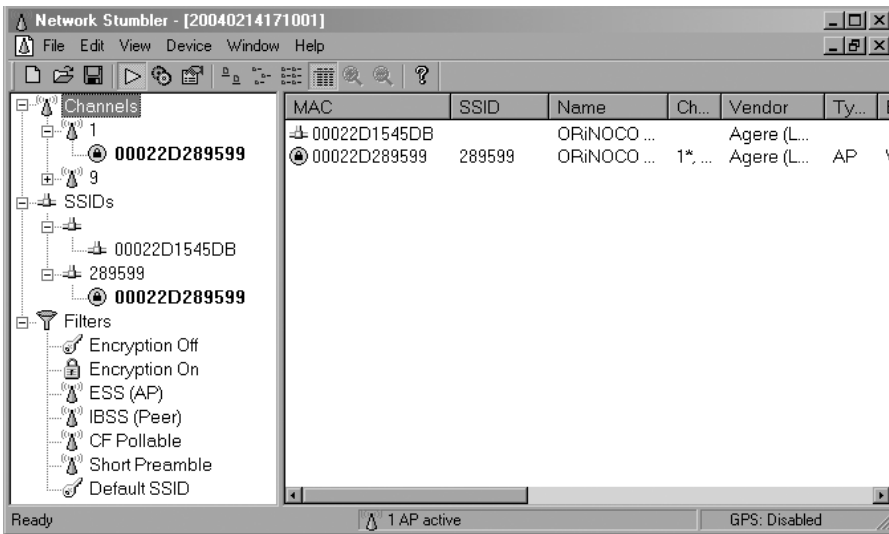 Network Stumbler - [20040214171001]
File Edit View Device Window Help
Channels
1
00022D289599
9
SSIDs
00022D1545DB
289599
00022D289599
Filters
Encryption Off
Encryption On
ESS (AP)
IBSS (Peer)
CF Pollable
Short Preamble
Default SSID
MAC SSID Name Ch... Vendor Ty...
00022D1545DB ORiNOCO ... Agere (L...
00022D289599 289599 ORiNOCO ... 1*, ... Agere (L... AP
Ready 1 AP active GPS: Disabled